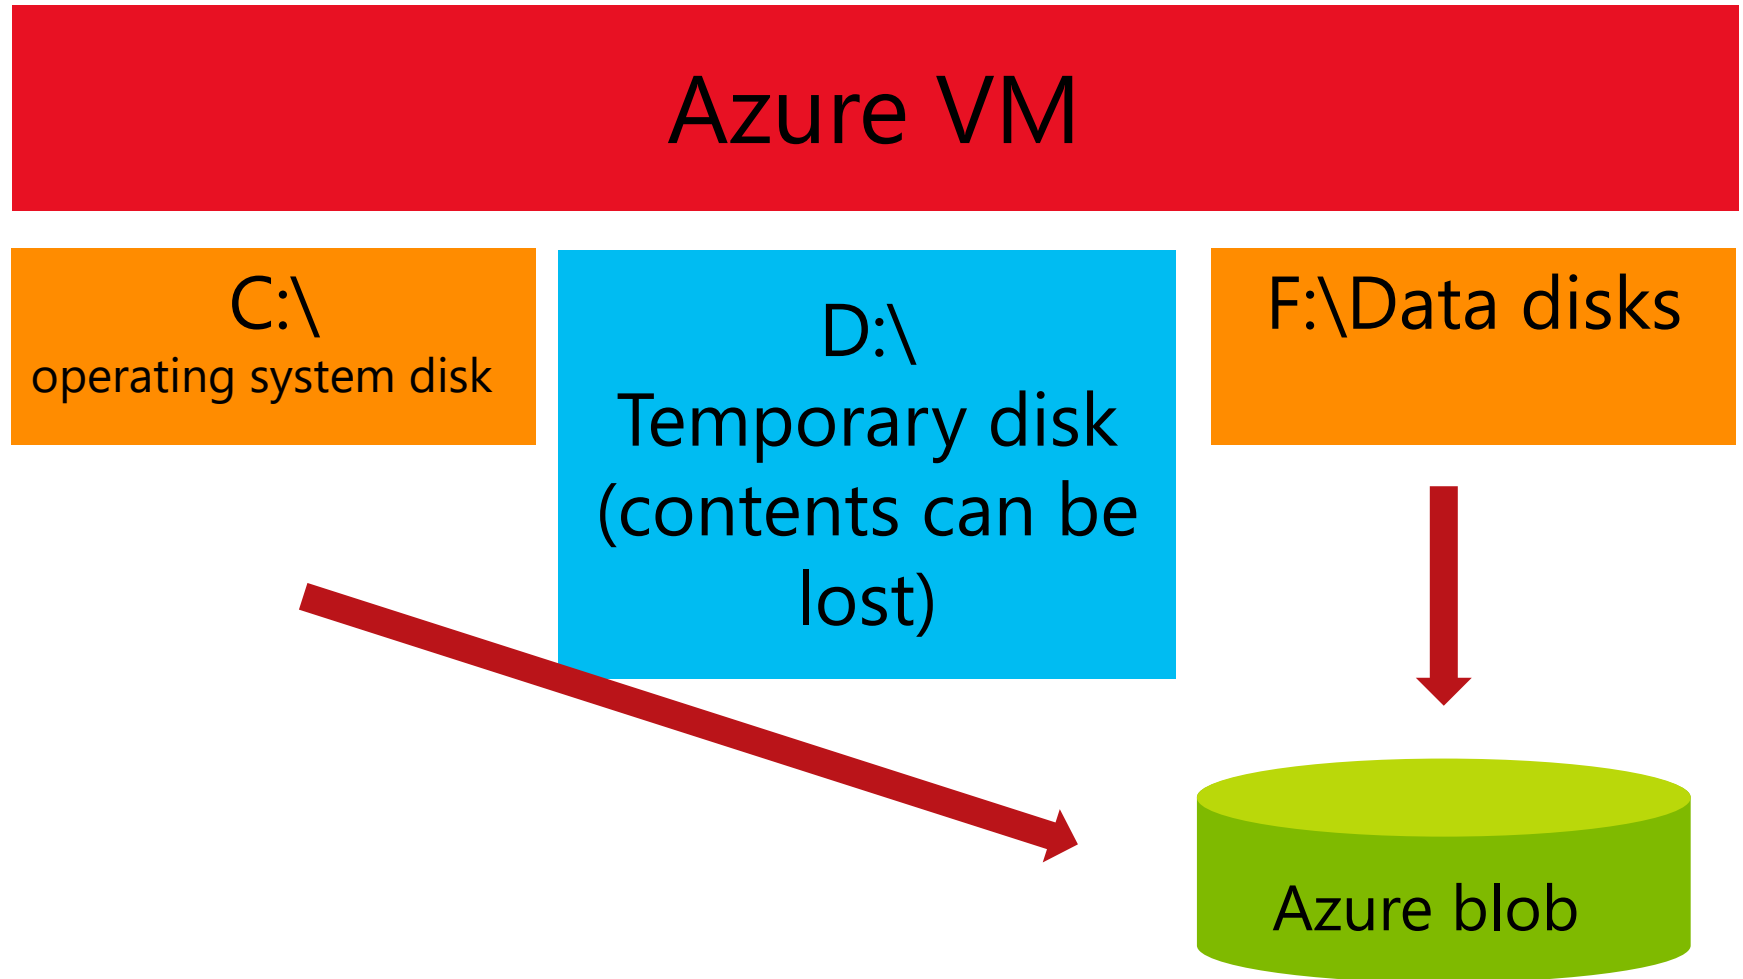 Azure VM
C:\
operating system disk
D:\
Temporary disk
(contents can be
lost)
F:\Data disks
Azure blob